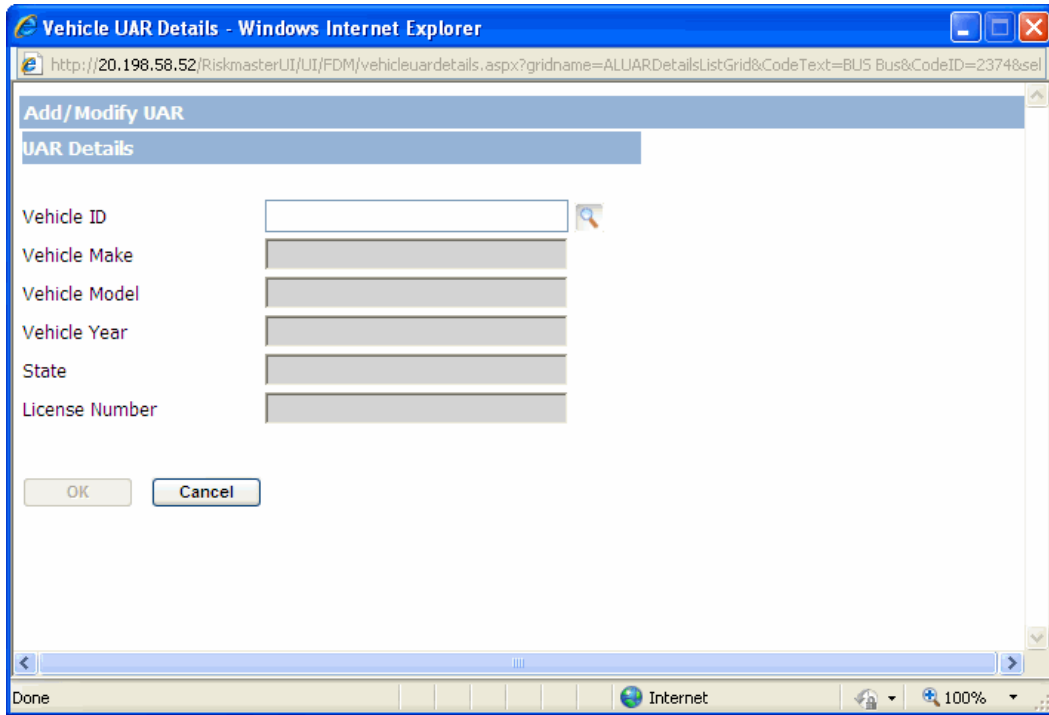 Vehicle UAR Details - Windows Internet Explorer
http://20.198.58.52/RiskmasterUI/UI/FDM/vehicleuardetails.aspx?gridname=ALUARDetailsListGrid&CodeText=BUS Bus&CodeID=2374&sel
Add/Modify UAR
UAR Details
Vehicle ID
Vehicle Make
Vehicle Model
Vehicle Year
State
License Number
OK Cancel
Done Internet 100%